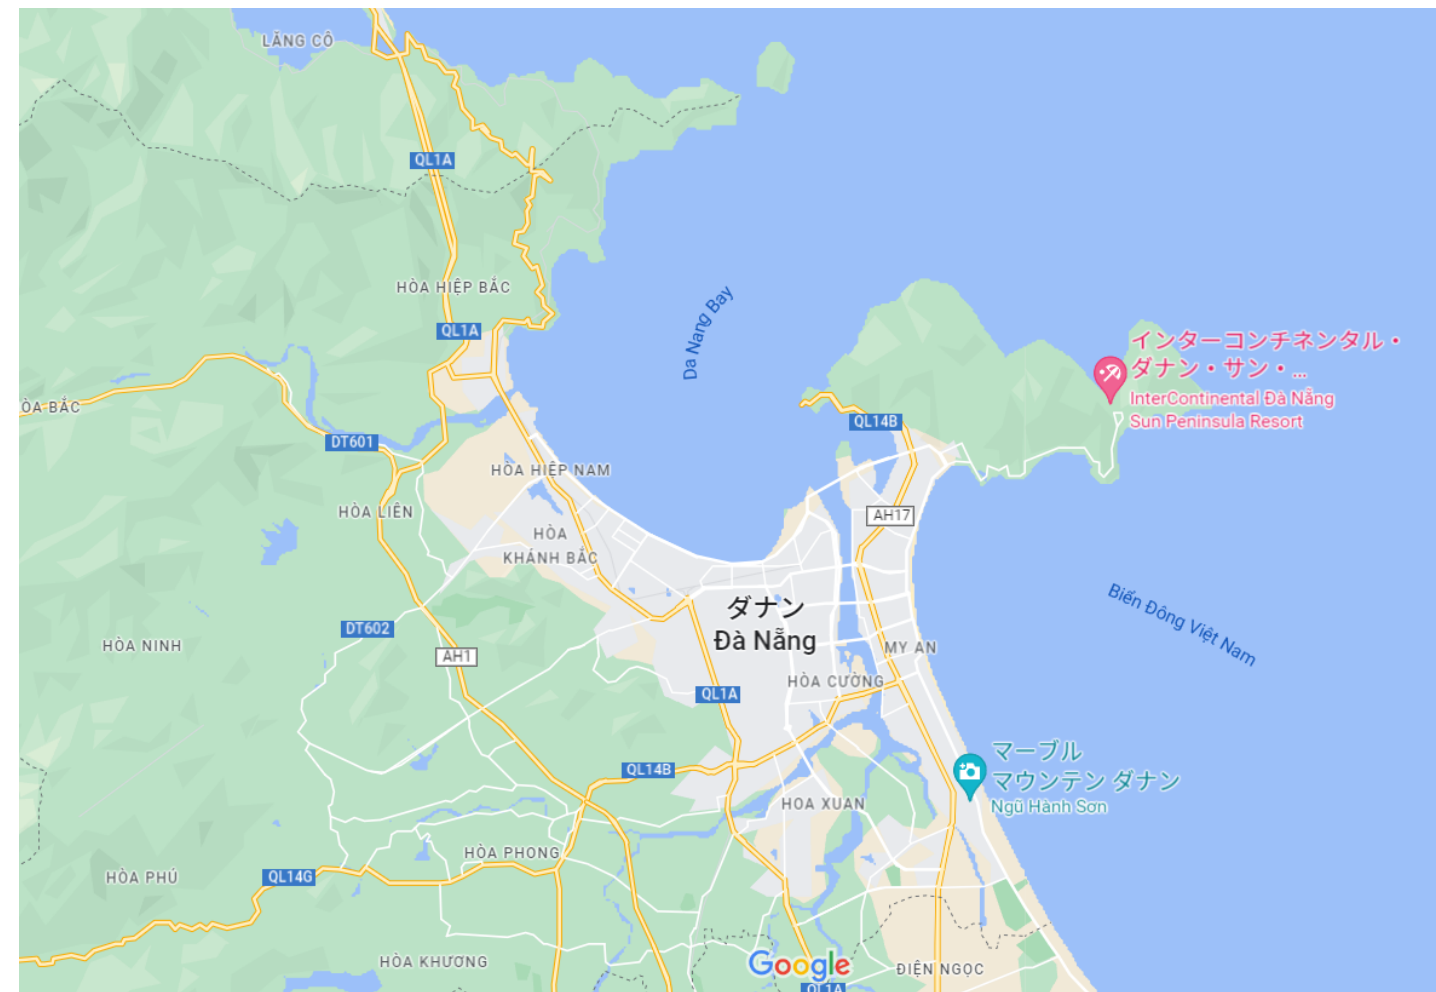 LĂNG CÔ
QL1A
HÒA HIỆP BẮC
QL1A
Da Nang Bay
インターコンチネンタル・
ダナン・サン・...
InterContinental Đà Nẵng
Sun Peninsula Resort
ÒA BẮC
QL14B
DT601
HÒA HIỆP NAM
HÒA LIÊN
AH17
HÒA
KHÁNH BẮC
Biển Đông Việt Nam
ダナン
Đà Nẵng
DT602
HÒA NINH
AH1
MY AN
HÒA CƯỜNG
QL1A
マーブル
マウンテン ダナン
Ngũ Hành Sơn
QL14B
HOA XUAN
HÒA PHONG
HÒA PHÚ
QL14G
HÒA KHƯƠNG
Google
ĐIỆN NGỌC
QL1A